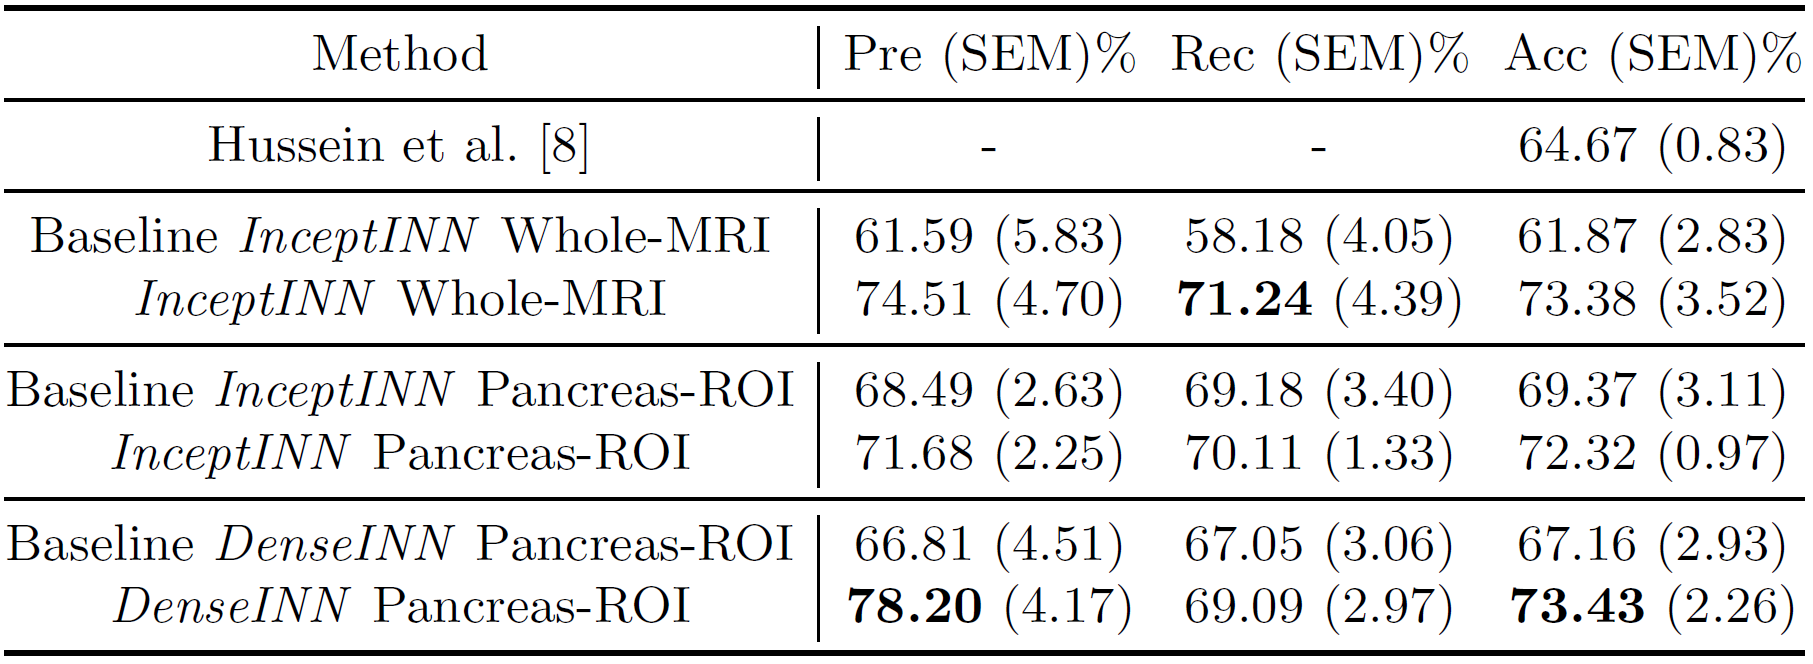 Method Pre (SEM)% Rec (SEM)% Acc (SEM)%
Hussein et al. [8] - - 64.67 (0.83)
Baseline InceptINN Whole-MRI 61.59 (5.83) 58.18 (4.05) 61.87 (2.83)
InceptINN Whole-MRI 74.51 (4.70) 71.24 (4.39) 73.38 (3.52)
Baseline InceptINN Pancreas-ROI 68.49 (2.63) 69.18 (3.40) 69.37 (3.11)
InceptINN Pancreas-ROI 71.68 (2.25) 70.11 (1.33) 72.32 (0.97)
Baseline DenseINN Pancreas-ROI 66.81 (4.51) 67.05 (3.06) 67.16 (2.93)
DenseINN Pancreas-ROI 78.20 (4.17) 69.09 (2.97) 73.43 (2.26)